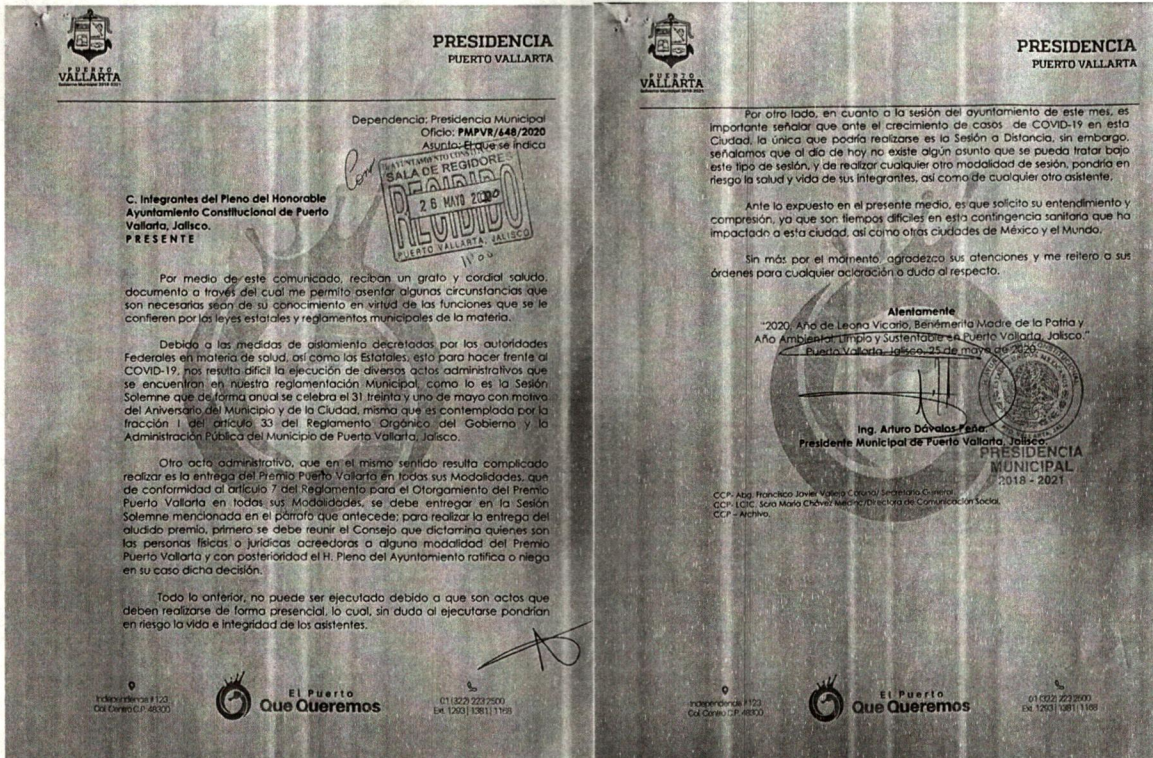 PUERTO
VALLARTA
Gobierno Municipal 2018-2021
PRESIDENCIA
PUERTO VALLARTA
Dependencia: Presidencia Municipal
Oficio: PMPVR/648/2020
Asunto: El que se indica
H. AYUNTAMIENTO
SALA DE REGIDORES
RECIBIDO
26 MAYO 2020
PUERTO VALLARTA, JALISCO
C. Integrantes del Pleno del Honorable
Ayuntamiento Constitucional de Puerto
Vallarta, Jalisco.
P R E S E N T E
Por medio de este comunicado, reciban un grato y cordial saludo,
documento a través del cual me permito asentar algunas circunstancias que
son necesarias sean de su conocimiento en virtud de las funciones que se le
confieren por las leyes estatales y reglamentos municipales de la materia.
Debido a las medidas de aislamiento decretadas por las autoridades
Federales en materia de salud, así como las Estatales, esto para hacer frente al
COVID-19, nos resulta difícil la ejecución de diversos actos administrativos que
se encuentran en nuestra reglamentación Municipal, como lo es la Sesión
Solemne que de forma anual se celebra el 31 treinta y uno de mayo con motivo
del Aniversario del Municipio y de la Ciudad, misma que es contemplada por la
fracción I del artículo 33 del Reglamento Orgánico del Gobierno y la
Administración Pública del Municipio de Puerto Vallarta, Jalisco.
Otro acto administrativo, que en el mismo sentido resulta complicado
realizar es la entrega del Premio Puerto Vallarta en todas sus Modalidades, que
de conformidad al artículo 7 del Reglamento para el Otorgamiento del Premio
Puerto Vallarta en todas sus Modalidades, se debe entregar en la Sesión
Solemne mencionada en el párrafo que antecede; para realizar la entrega del
aludido premio, primero se debe reunir el Consejo que dictamina quienes son
las personas físicas o jurídicas acreedoras a alguna modalidad del Premio
Puerto Vallarta y con posterioridad el H. Pleno del Ayuntamiento ratifica o niega
en su caso dicha decisión.
Todo lo anterior, no puede ser ejecutado debido a que son actos que
deben realizarse de forma presencial, lo cual, sin duda al ejecutarse pondrían
en riesgo la vida e integridad de los asistentes.
Independencia #123
Col. Centro C.P. 48300
El Puerto
Que Queremos
01 (322) 223 2500
Ext. 1293 | 1381 | 1168
PUERTO
VALLARTA
Gobierno Municipal 2018-2021
PRESIDENCIA
PUERTO VALLARTA
Por otro lado, en cuanto a la sesión del ayuntamiento de este mes, es
importante señalar que ante el crecimiento de casos de COVID-19 en esta
Ciudad, la única que podría realizarse es la Sesión a Distancia, sin embargo,
señalamos que al día de hoy no existe algún asunto que se pueda tratar bajo
este tipo de sesión, y de realizar cualquier otro modalidad de sesión, pondría en
riesgo la salud y vida de sus integrantes, así como de cualquier otro asistente.
Ante lo expuesto en el presente medio, es que solicito su entendimiento y
compresión, ya que son tiempos difíciles en esta contingencia sanitaria que ha
impactado a esta ciudad, así como otras ciudades de México y el Mundo.
Sin más por el momento, agradezco sus atenciones y me reitero a sus
órdenes para cualquier aclaración o duda al respecto.
Atentamente
"2020, Año de Leona Vicario, Benémerita Madre de la Patria y
Año Ambiental, Limpio y Sustentable en Puerto Vallarta, Jalisco."
Puerto Vallarta, Jalisco, 25 de mayo de 2020.
Ing. Arturo Dávalos Peña.
Presidente Municipal de Puerto Vallarta, Jalisco.
PRESIDENCIA
MUNICIPAL
2018 - 2021
CCP- Abg. Francisco Javier Vallejo Corona/ Secretario General.
CCP- LCIC. Sara María Chávez Medina/Directora de Comunicación Social.
CCP – Archivo.
Independencia #123
Col. Centro C.P. 48300
El Puerto
Que Queremos
01 (322) 223 2500
Ext. 1293 | 1381 | 1168